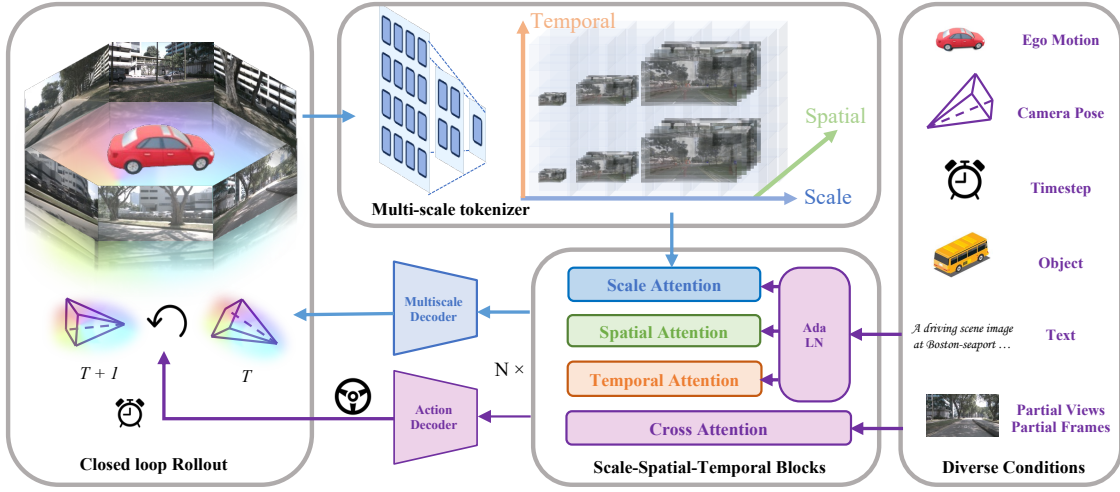 Temporal
Spatial
Scale
Multi-scale tokenizer
T + 1
T
Closed loop Rollout
Multiscale
Decoder
Action
Decoder
N ×
Scale Attention
Spatial Attention
Temporal Attention
Cross Attention
Ada
LN
Scale-Spatial-Temporal Blocks
Ego Motion
Camera Pose
Timestep
Object
A driving scene image
at Boston-seaport …
Text
Partial Views
Partial Frames
Diverse Conditions